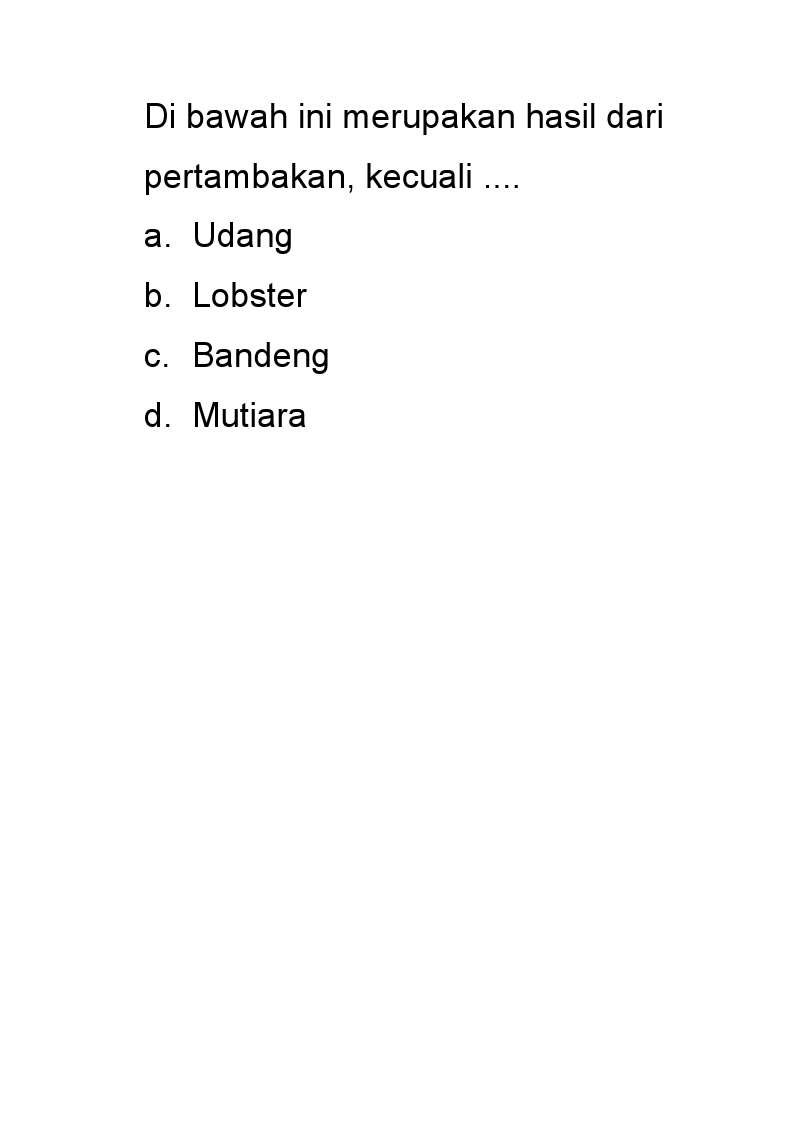 Di bawah ini merupakan hasil dari
pertambakan, kecuali ....
a. Udang
b. Lobster
c. Bandeng
d. Mutiara